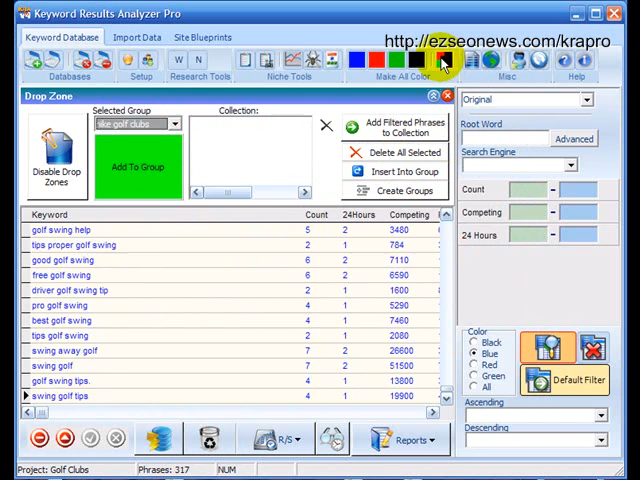 Keyword Results Analyzer Pro
http://ezseonews.com/krapro
Keyword Database
Import Data
Site Blueprints
W
N
Databases
Setup
Research Tools
Niche Tools
Make All Color
Misc
Help
Drop Zone
Selected Group
nike golf clubs
Collection:
Disable Drop
Zones
Add To Group
Add Filtered Phrases
to Collection
Delete All Selected
Insert Into Group
Create Groups
Original
Root Word
Advanced
Search Engine
Count
-
Competing
-
24 Hours
-
Keyword Count 24Hours Competing
golf swing help 5 2 3480
tips proper golf swing 2 1 784
good golf swing 6 2 7110
free golf swing 6 2 6590
driver golf swing tip 2 1 1600
pro golf swing 4 1 5290
best golf swing 4 1 7460
tips golf swing 2 1 2080
swing away golf 7 2 26600
swing golf 7 2 51500
golf swing tips. 4 1 13800
swing golf tips 4 1 19900
Color
Black
Blue
Red
Green
All
Default Filter
Ascending
Descending
R/S
Reports
Project: Golf Clubs
Phrases: 317
NUM